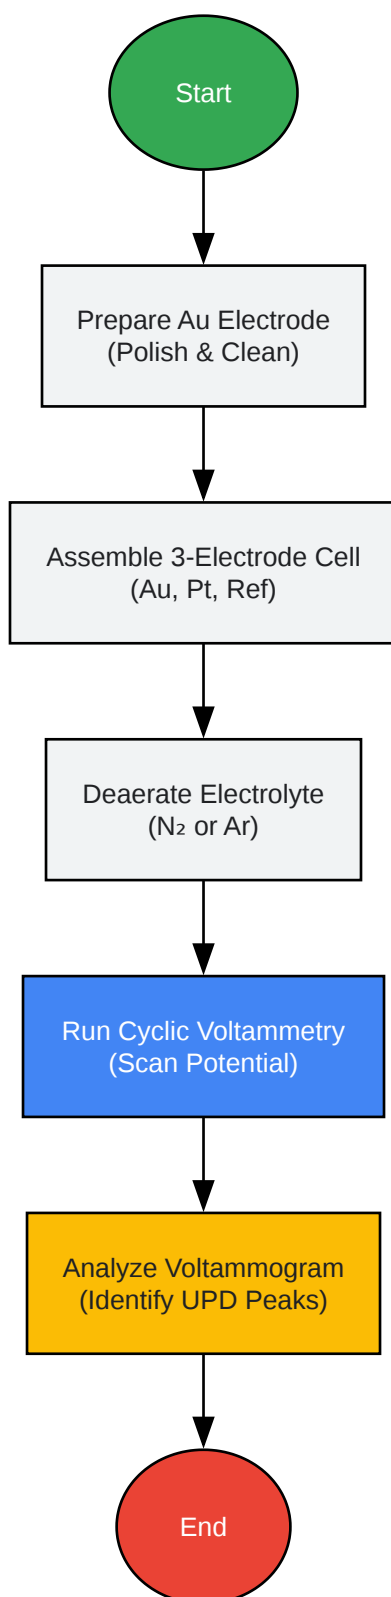 Start
Prepare Au Electrode
(Polish & Clean)
Assemble 3-Electrode Cell
(Au, Pt, Ref)
Deaerate Electrolyte
(N₂ or Ar)
Run Cyclic Voltammetry
(Scan Potential)
Analyze Voltammogram
(Identify UPD Peaks)
End